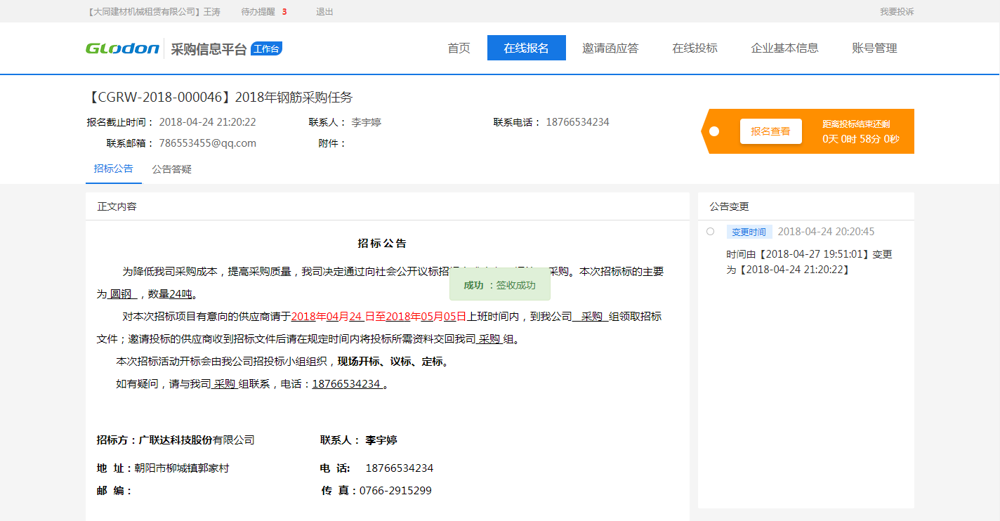 【大同建材机械租赁有限公司】王涛 待办提醒 3 退出 我要投诉
GLodon 采购信息平台 工作台 首页 在线报名 邀请函应答 在线投标 企业基本信息 账号管理
【CGRW-2018-000046】2018年钢筋采购任务
报名截止时间： 2018-04-24 21:20:22 联系人： 李宇婷 联系电话： 18766534234
联系邮箱： 786553455@qq.com 附件：
报名查看
距离投标结束还剩
0天 0时 58分 0秒
招标公告 公告答疑
正文内容
招标公告
为降低我司采购成本，提高采购质量，我司决定通过向社会公开议标招 采购。本次招标标的主要
为 圆钢 ，数量24吨。
成功 ：签收成功
对本次招标项目有意向的供应商请于2018年04月24 日至2018年05月05日上班时间内，到我公司 采购 组领取招标
文件；邀请投标的供应商收到招标文件后请在规定时间内将投标所需资料交回我司 采购 组。
本次招标活动开标会由我公司招投标小组组织，现场开标、议标、定标。
如有疑问，请与我司 采购 组联系，电话：18766534234 。
招标方：广联达科技股份有限公司 联系人： 李宇婷
地 址：朝阳市柳城镇郭家村 电 话: 18766534234
邮 编： 传 真：0766-2915299
公告变更
变更时间 2018-04-24 20:20:45
时间由【2018-04-27 19:51:01】变更
为【2018-04-24 21:20:22】